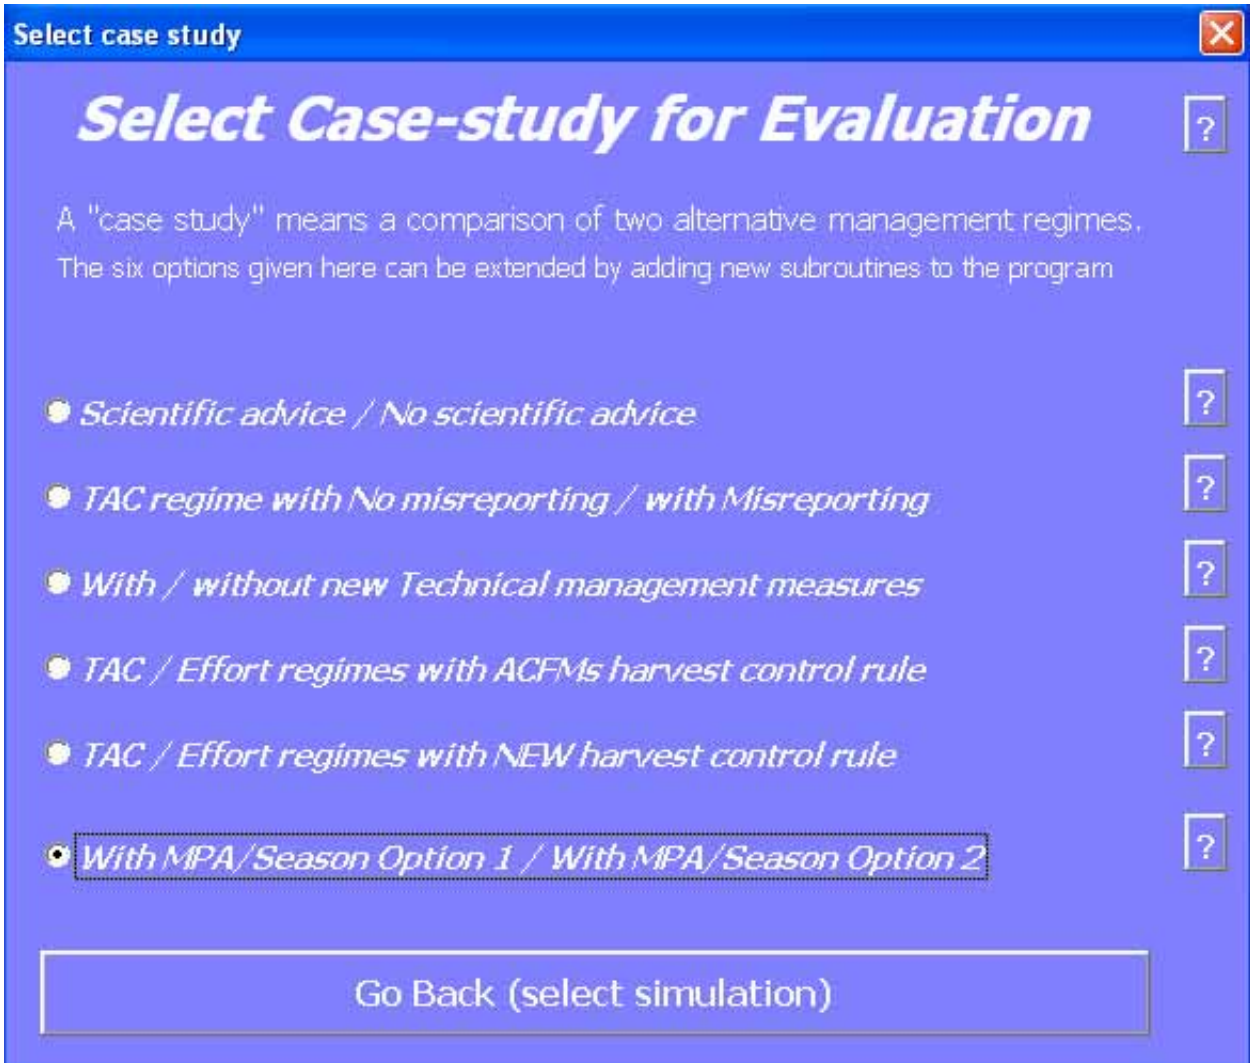 Select case study
Select Case-study for Evaluation
?
A "case study" means a comparison of two alternative management regimes.
The six options given here can be extended by adding new subroutines to the program
Scientific advice / No scientific advice
?
TAC regime with No misreporting / with Misreporting
?
With / without new Technical management measures
?
TAC / Effort regimes with ACFMs harvest control rule
?
TAC / Effort regimes with NEW harvest control rule
?
With MPA/Season Option 1 / With MPA/Season Option 2
?
Go Back (select simulation)